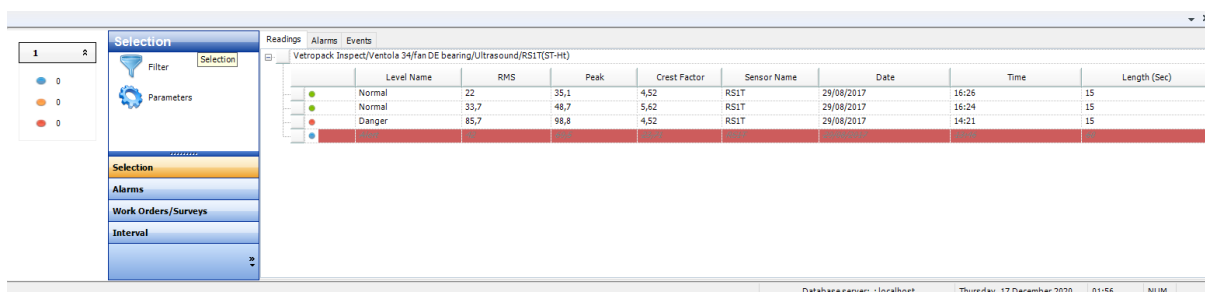 1
0
0
0
Selection
Filter
Selection
Parameters
Selection
Alarms
Work Orders/Surveys
Interval
Readings Alarms Events
Vetropack Inspect/Ventola 34/fan DE bearing/Ultrasound/RS1T(ST-Ht)
Level Name RMS Peak Crest Factor Sensor Name Date Time Length (Sec)
Normal 22 35,1 4,52 RS1T 29/08/2017 16:26 15
Normal 33,7 48,7 5,62 RS1T 29/08/2017 16:24 15
Danger 85,7 98,8 4,52 RS1T 29/08/2017 14:21 15
Database server: : localhost Thursday, 17 December 2020 01:56 NUM